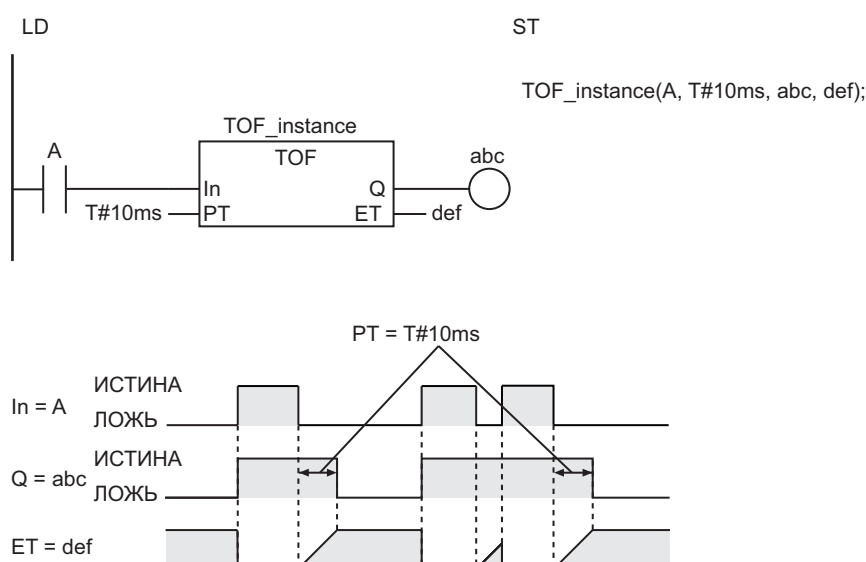 LD
ST
TOF_instance(A, T#10ms, abc, def);
TOF_instance
A
TOF
abc
In
Q
T#10ms
PT
ET
def
PT = T#10ms
In = A
ИСТИНА
ЛОЖЬ
Q = abc
ИСТИНА
ЛОЖЬ
ET = def